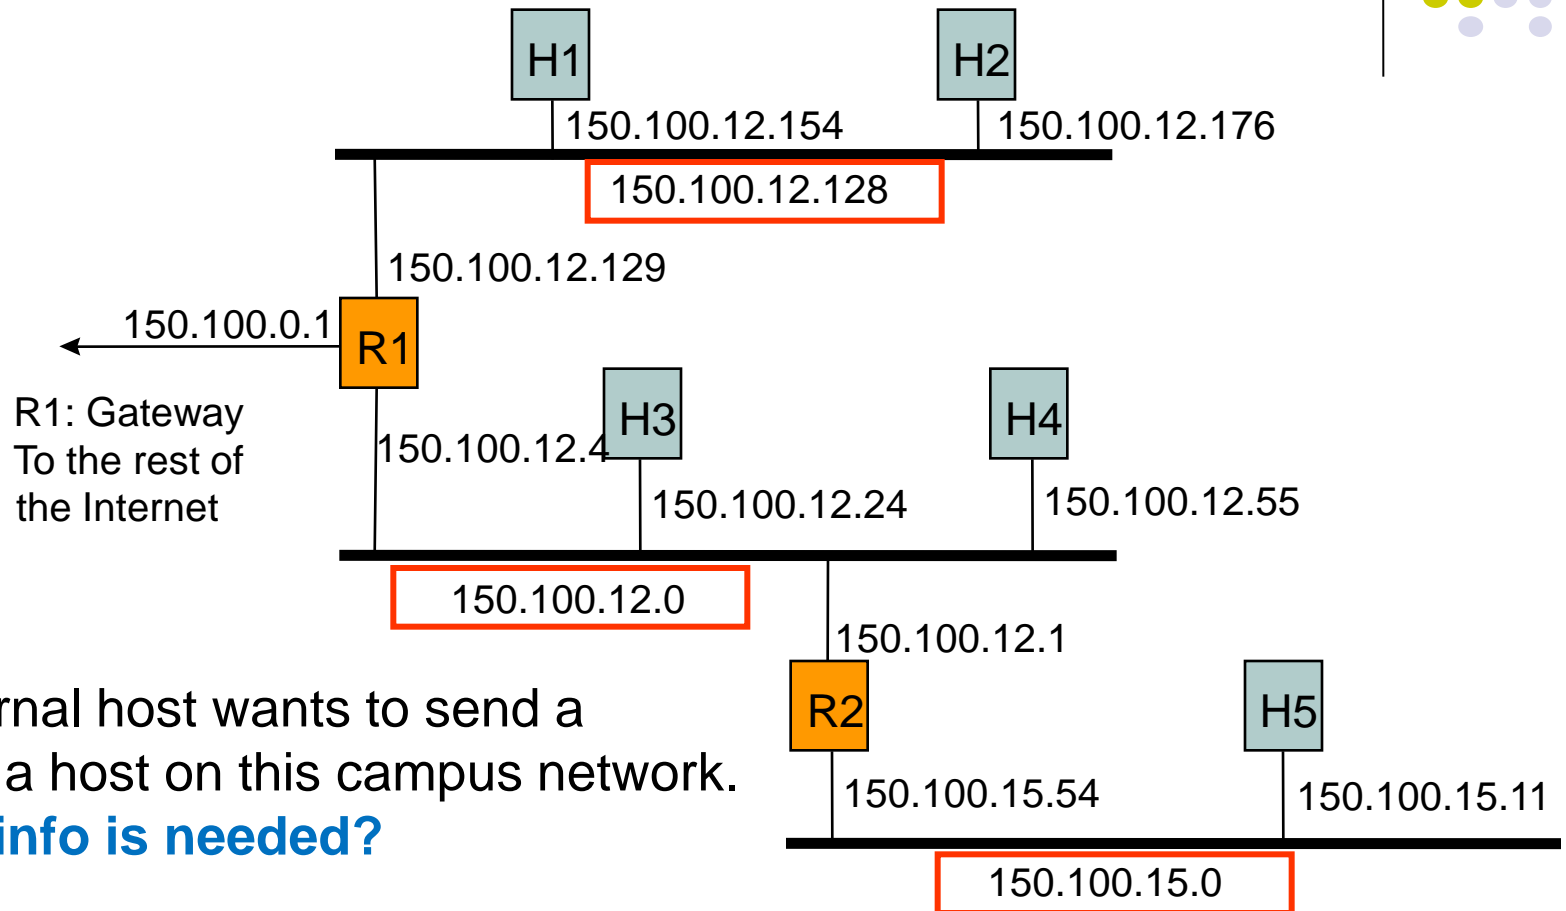 H1
H2
150.100.12.154
150.100.12.176
150.100.12.128
150.100.12.129
150.100.0.1
R1
R1: Gateway
To the rest of
the Internet
150.100.12.4
H3
H4
150.100.12.24
150.100.12.55
150.100.12.0
150.100.12.1
R2
H5
150.100.15.54
150.100.15.11
150.100.15.0
host wants to send a
a host on this campus network.
info is needed?